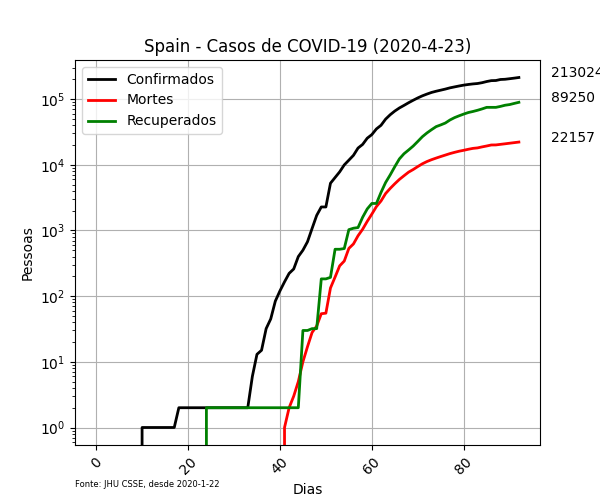 Spain - Casos de COVID-19 (2020-4-23)
Confirmados
Mortes
Recuperados
213024
89250
22157
10^5
10^4
10^3
10^2
10^1
10^0
Pessoas
0 20 40 60 80
Dias
Fonte: JHU CSSE, desde 2020-1-22